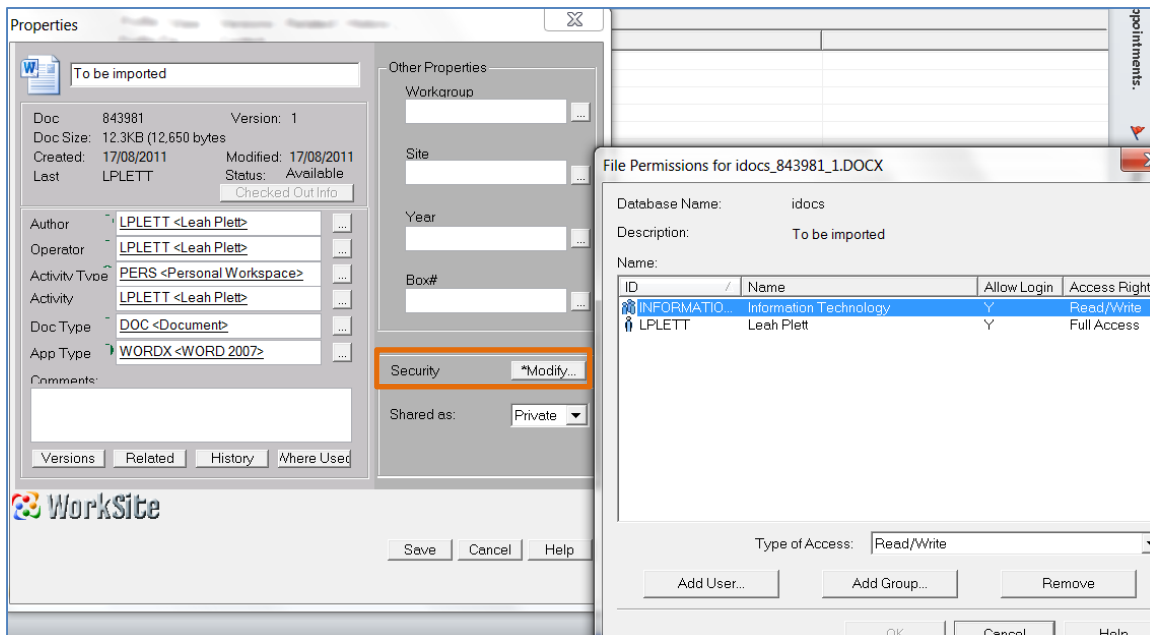 Properties
To be imported
Doc 843981 Version: 1
Doc Size: 12.3KB (12,650 bytes
Created: 17/08/2011 Modified: 17/08/2011
Last LPLETT Status: Available
Checked Out Info
Author LPLETT <Leah Plett>
Operator LPLETT <Leah Plett>
Activity Type PERS <Personal Workspace>
Activity LPLETT <Leah Plett>
Doc Type DOC <Document>
App Type WORDX <WORD 2007>
Comments:
Versions Related History Where Used
WorkSite
Other Properties
Workgroup
Site
Year
Box#
Security *Modify...
Shared as: Private
Save Cancel Help
ppointments.
File Permissions for idocs_843981_1.DOCX
Database Name: idocs
Description: To be imported
Name:
ID / Name Allow Login Access Right
INFORMATIO... Information Technology Y Read/Write
LPLETT Leah Plett Y Full Access
Type of Access: Read/Write
Add User... Add Group... Remove
OK Cancel Help